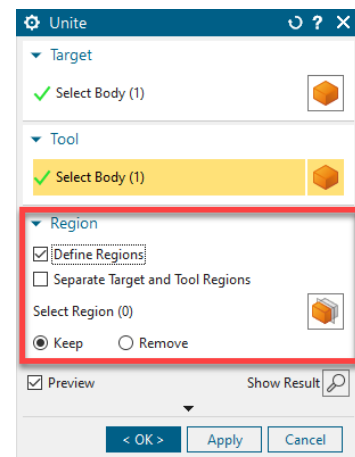 Unite
Target
Select Body (1)
Tool
Select Body (1)
Region
Define Regions
Separate Target and Tool Regions
Select Region (0)
Keep Remove
Preview Show Result
< OK > Apply Cancel